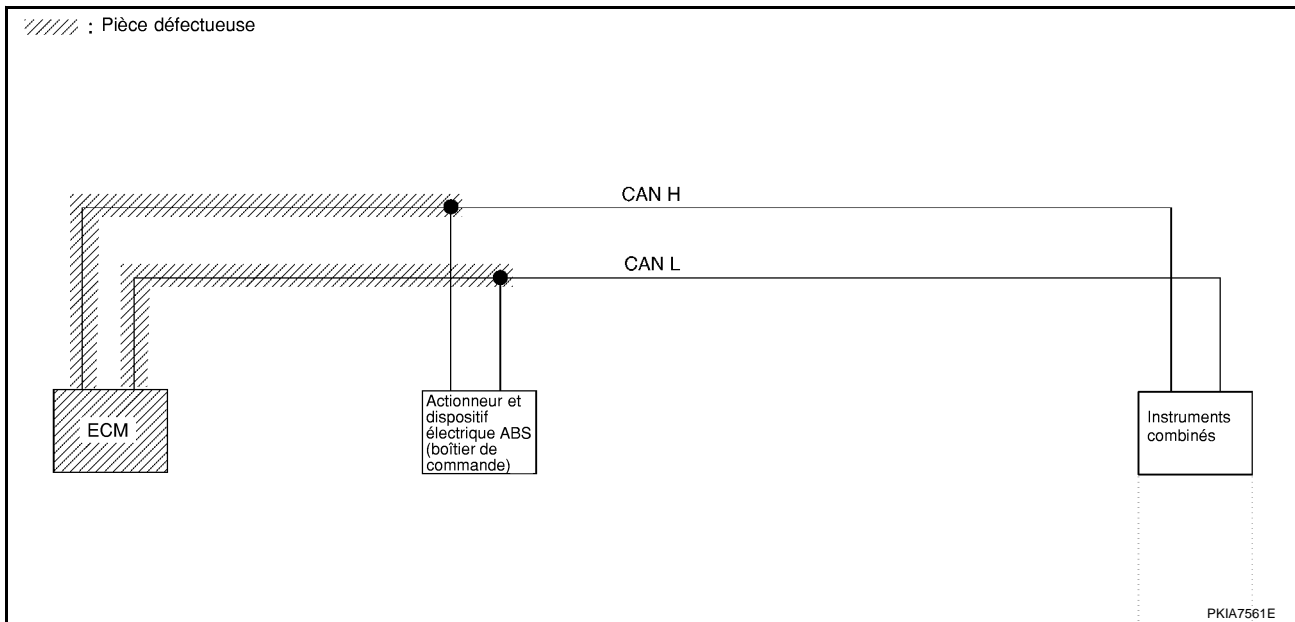 : Pièce défectueuse
CAN H
CAN L
ECM
Actionneur et
dispositif
électrique ABS
(boîtier de
commande)
Instruments
combinés
PKIA7561E